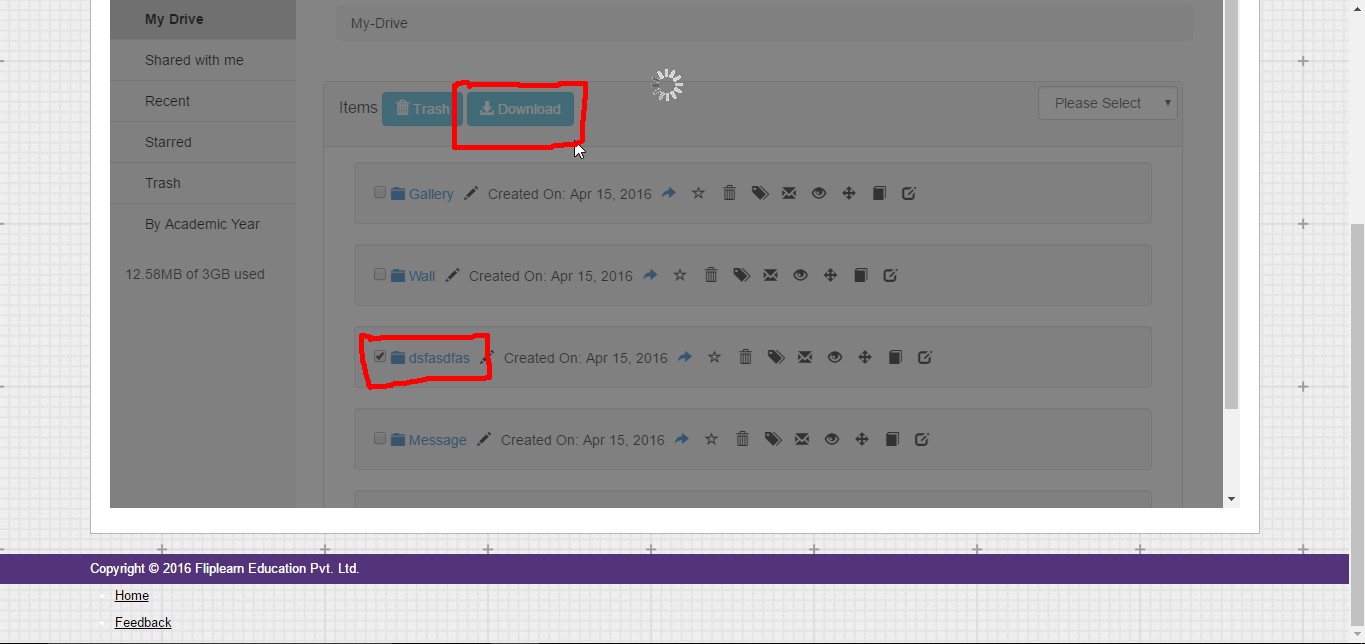 My Drive
My-Drive
Shared with me
Recent
Starred
Trash
By Academic Year
12.58MB of 3GB used
Items Trash Download Please Select
Gallery Created On: Apr 15, 2016
Wall Created On: Apr 15, 2016
dsfasdfas Created On: Apr 15, 2016
Message Created On: Apr 15, 2016
Copyright © 2016 Fliplearn Education Pvt. Ltd.
Home
Feedback